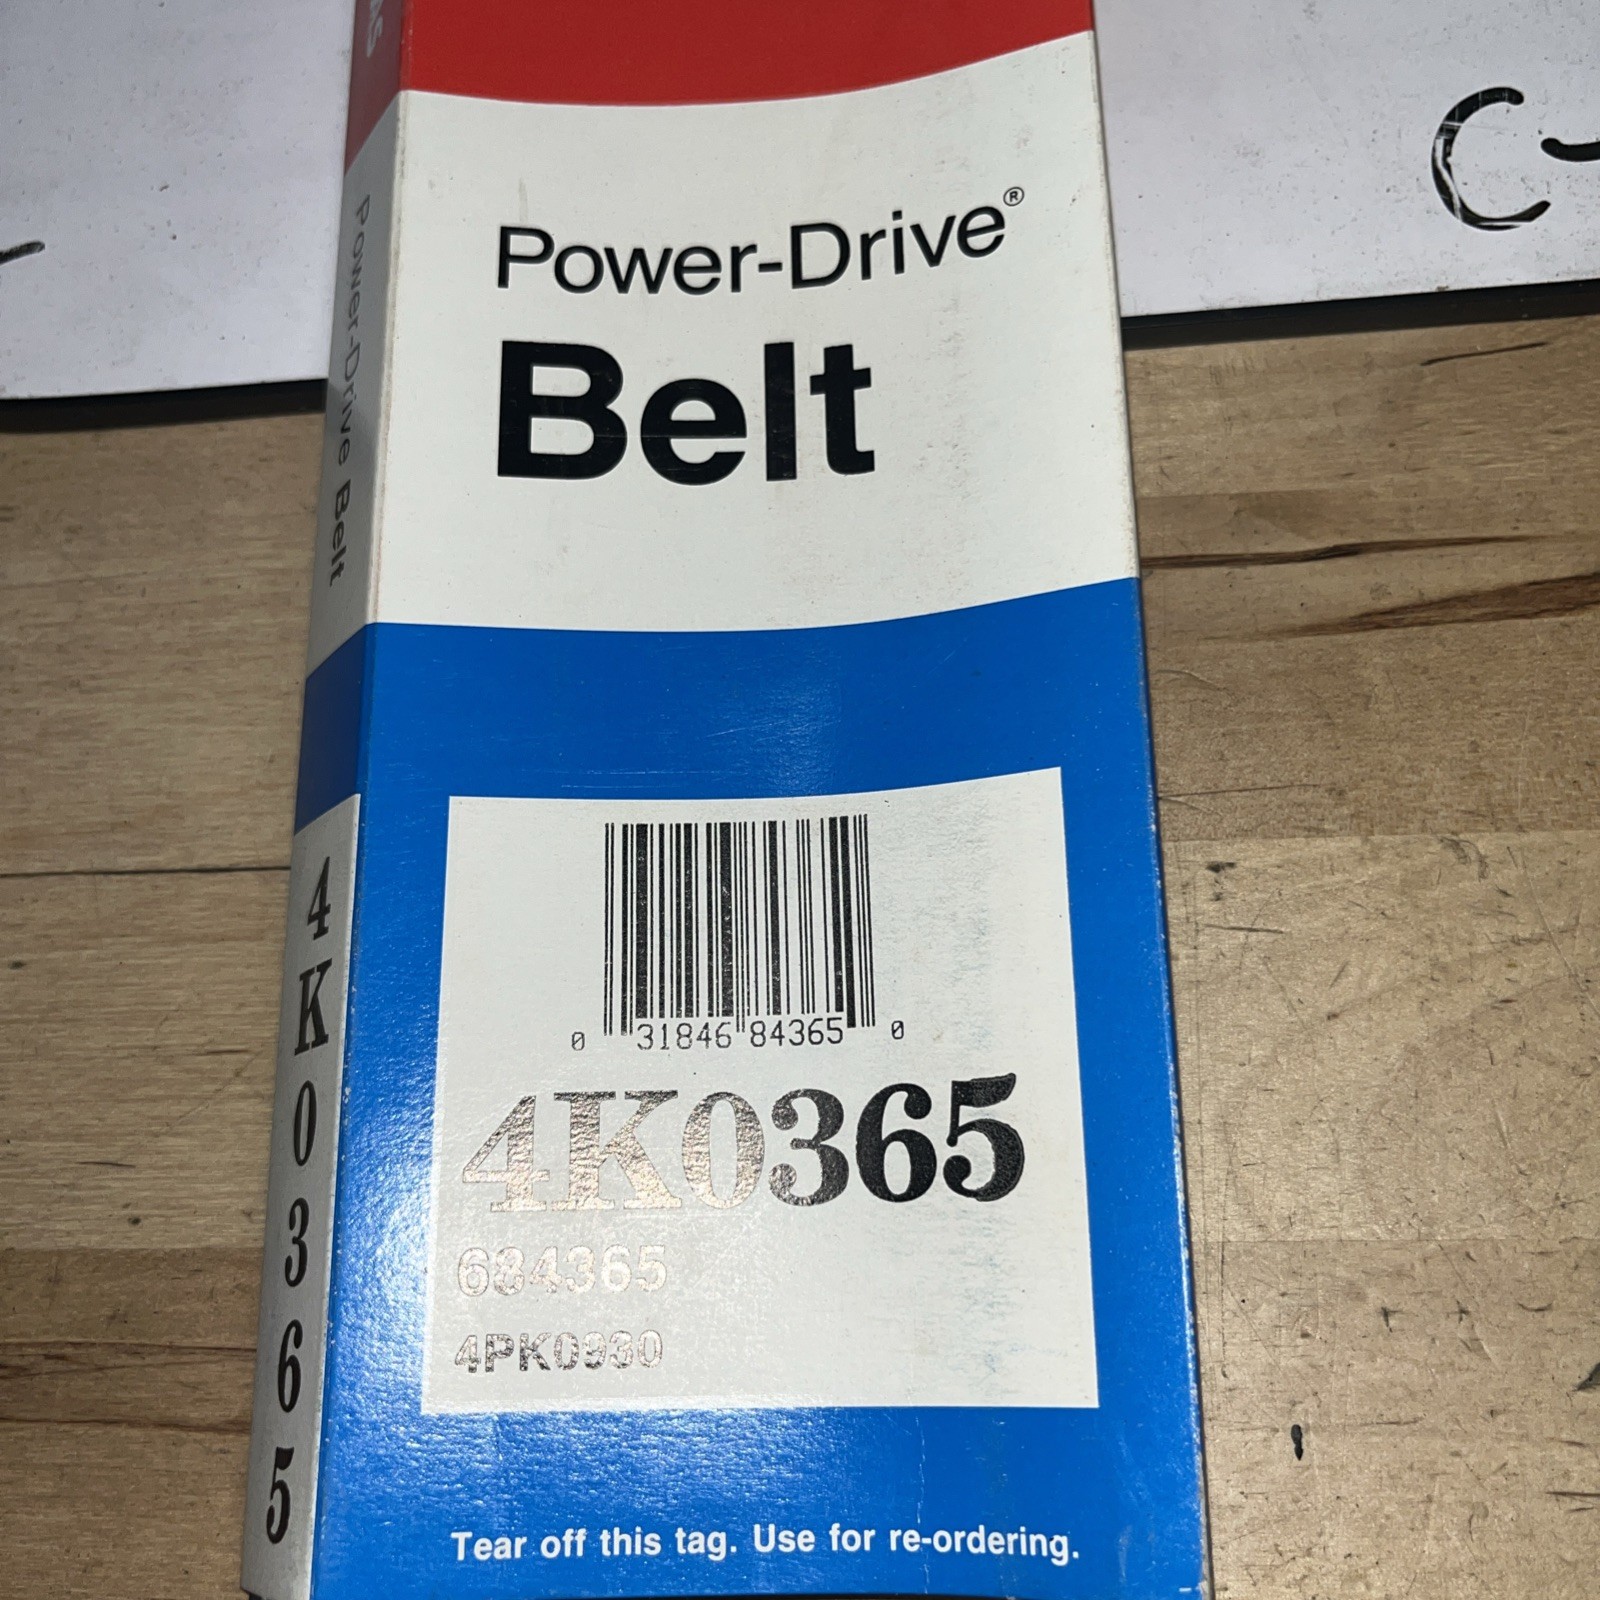 Power-Drive®
Belt
0 31846 84365 0
4K0365
684365
4PK0930
Tear off this tag. Use for re-ordering.
AS
Power-Drive Belt
4K0365
C